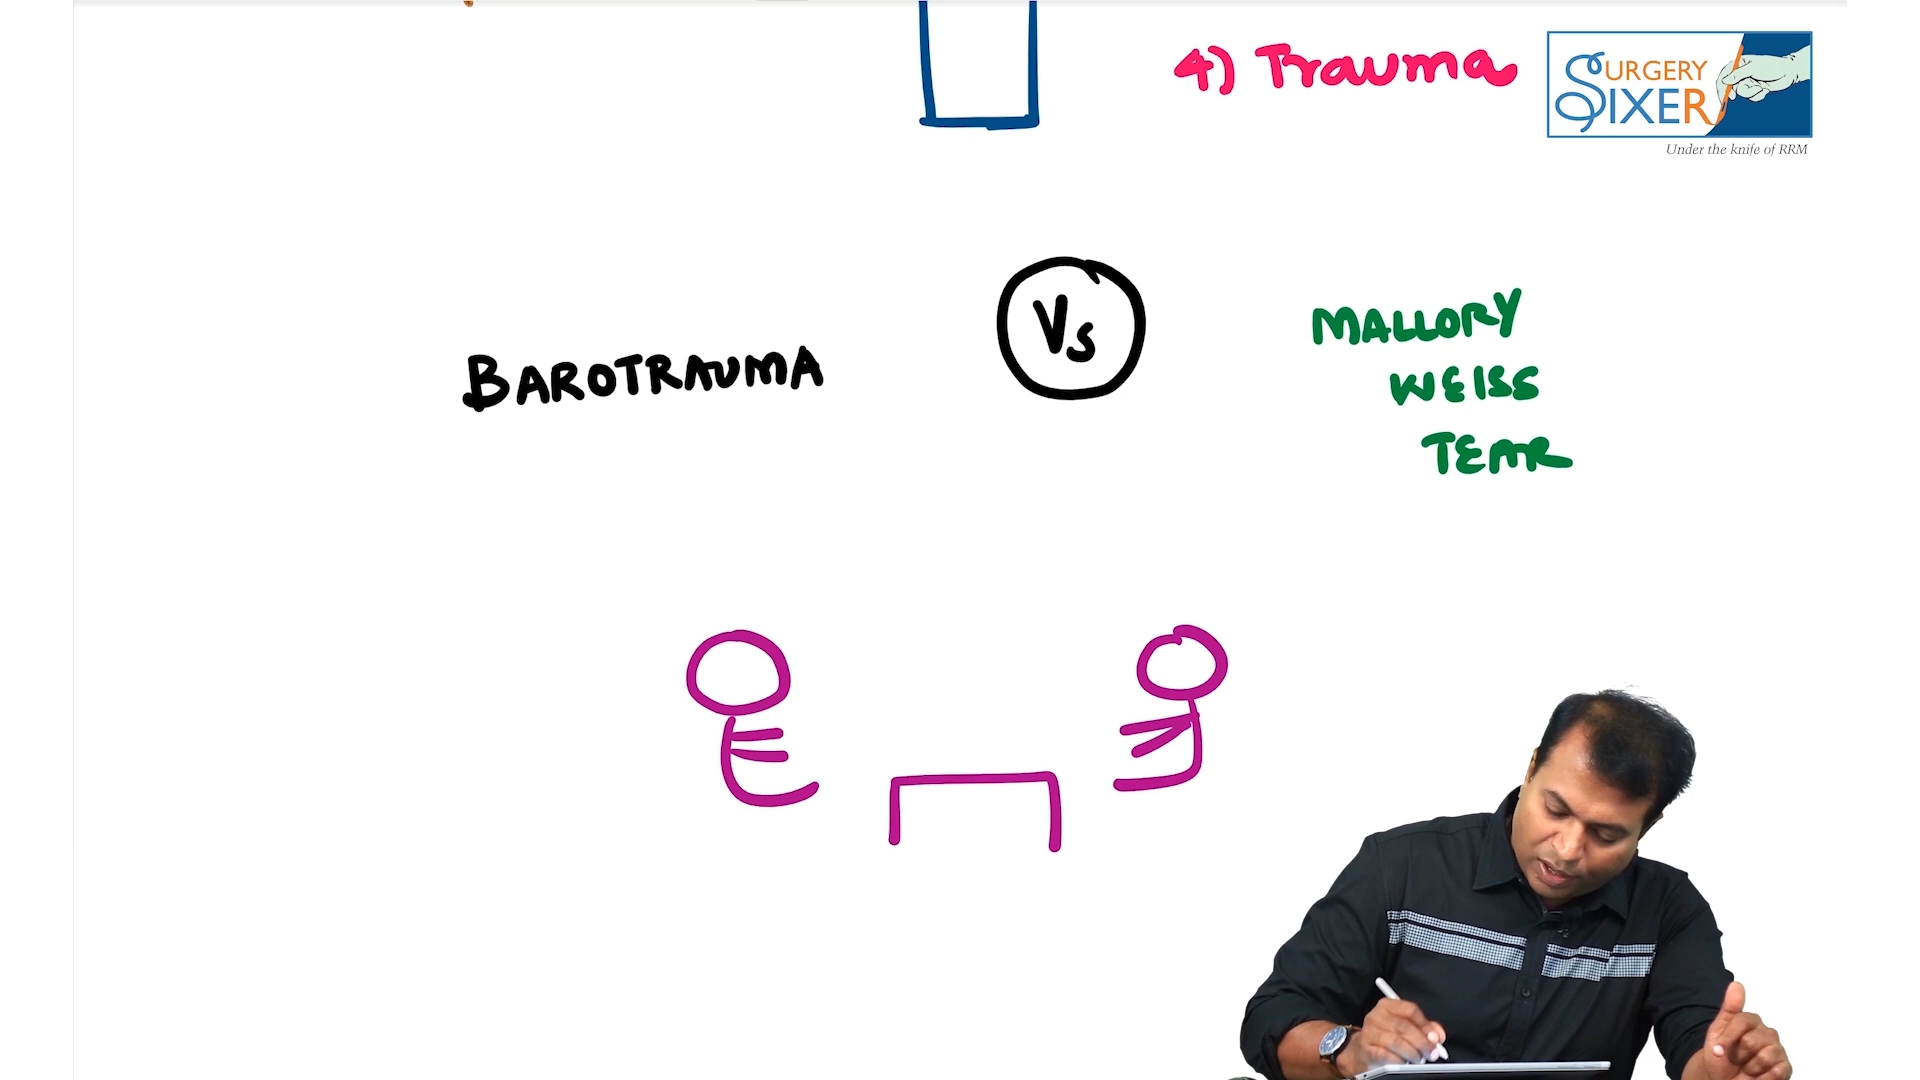 4) Trauma
SURGERY
SIXER
Under the knife of RRM
BAROTRAUMA
Vs
MALLORY
WEISS
TEAR